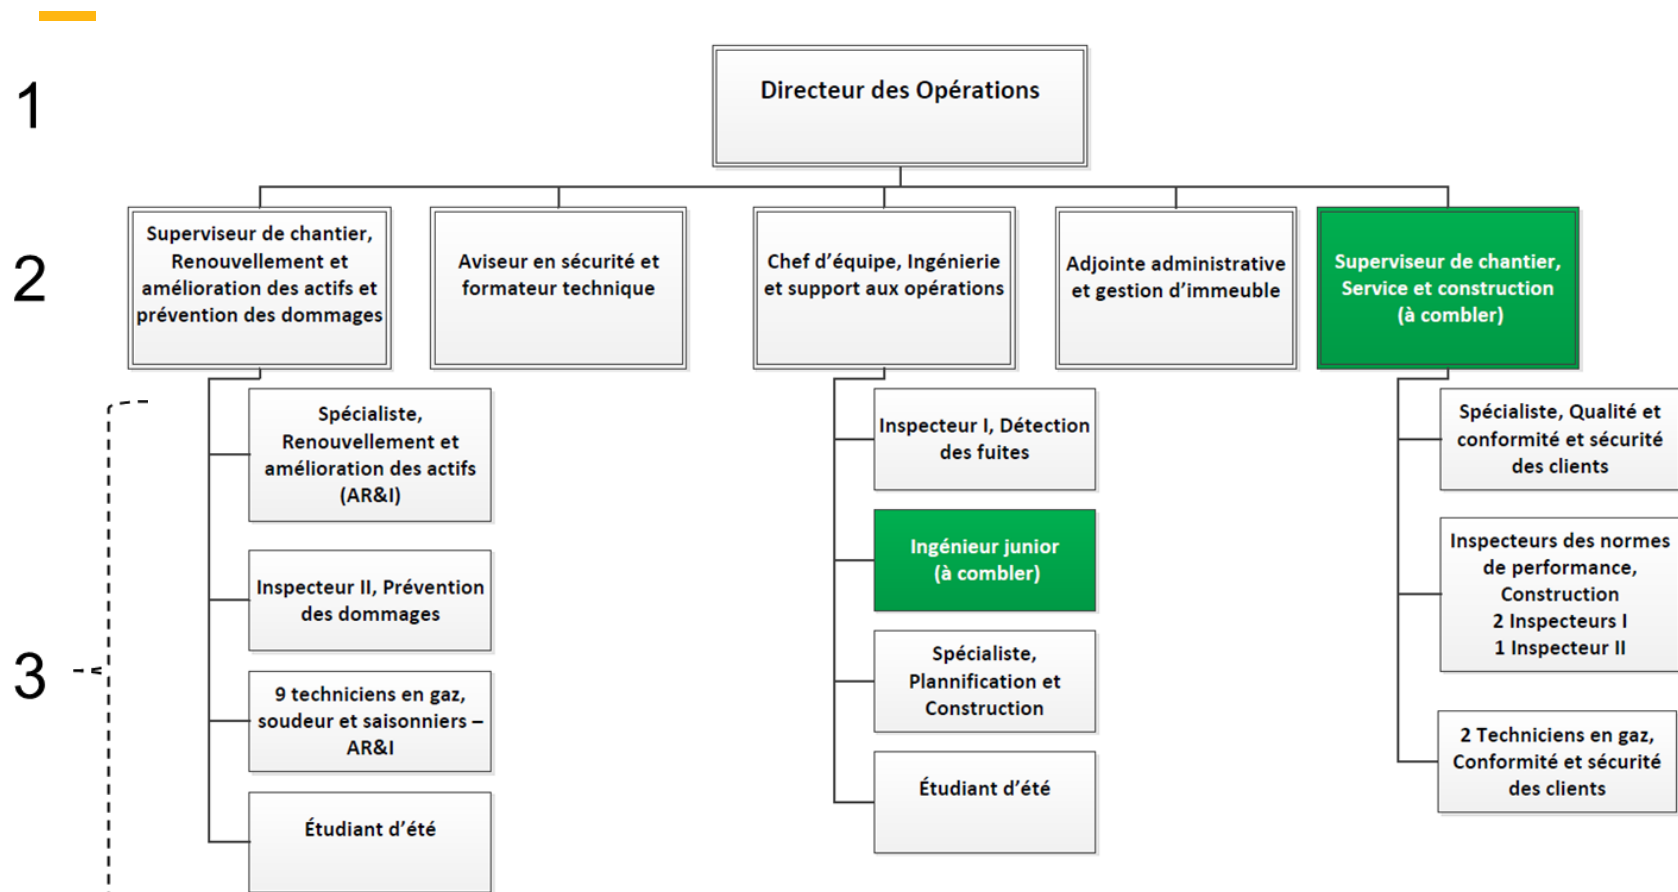 1
Directeur des Opérations
2
Superviseur de chantier,
Renouvellement et
amélioration des actifs et
prévention des dommages
Aviseur en sécurité et
formateur technique
Chef d'équipe, Ingénierie
et support aux opérations
Adjointe administrative
et gestion d'immeuble
Superviseur de chantier,
Service et construction
(à combler)
3
Spécialiste,
Renouvellement et
amélioration des actifs
(AR&I)
Inspecteur II, Prévention
des dommages
9 techniciens en gaz,
soudeur et saisonniers –
AR&I
Étudiant d'été
Inspecteur I, Détection
des fuites
Ingénieur junior
(à combler)
Spécialiste,
Plannification et
Construction
Étudiant d'été
Spécialiste, Qualité et
conformité et sécurité
des clients
Inspecteurs des normes
de performance,
Construction
2 Inspecteurs I
1 Inspecteur II
2 Techniciens en gaz,
Conformité et sécurité
des clients